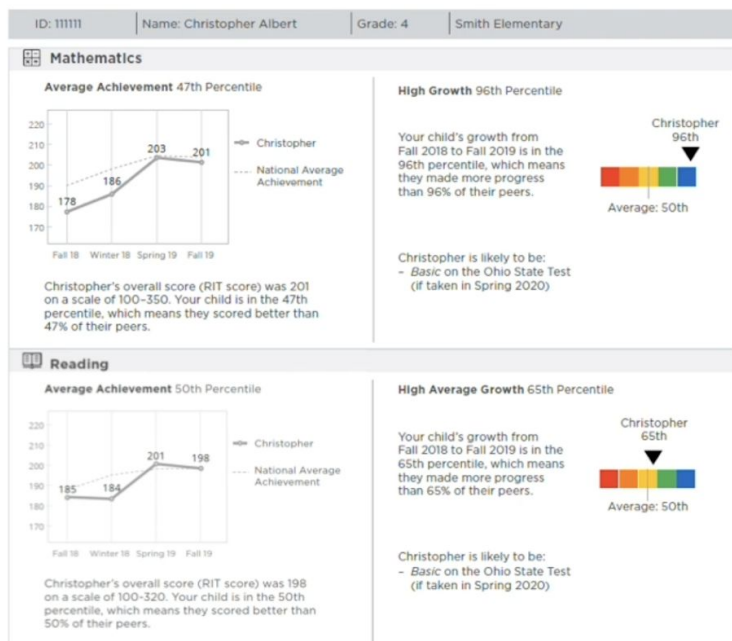 ID: 111111 Name: Christopher Albert Grade: 4 Smith Elementary
Mathematics
Average Achievement 47th Percentile
220
210
200
190
180
170
178
186
203
201
Fall 18 Winter 18 Spring 19 Fall 19
Christopher
National Average
Achievement
Christopher's overall score (RIT score) was 201
on a scale of 100–350. Your child is in the 47th
percentile, which means they scored better than
47% of their peers.
High Growth 96th Percentile
Your child's growth from
Fall 2018 to Fall 2019 is in the
96th percentile, which means
they made more progress
than 96% of their peers.
Christopher
96th
Average: 50th
Christopher is likely to be:
- Basic on the Ohio State Test
(if taken in Spring 2020)
Reading
Average Achievement 50th Percentile
220
210
200
190
180
170
185
184
201
198
Fall 18 Winter 18 Spring 19 Fall 19
Christopher
National Average
Achievement
Christopher's overall score (RIT score) was 198
on a scale of 100-320. Your child is in the 50th
percentile, which means they scored better than
50% of their peers.
High Average Growth 65th Percentile
Your child's growth from
Fall 2018 to Fall 2019 is in the
65th percentile, which means
they made more progress
than 65% of their peers.
Christopher
65th
Average: 50th
Christopher is likely to be:
- Basic on the Ohio State Test
(if taken in Spring 2020)